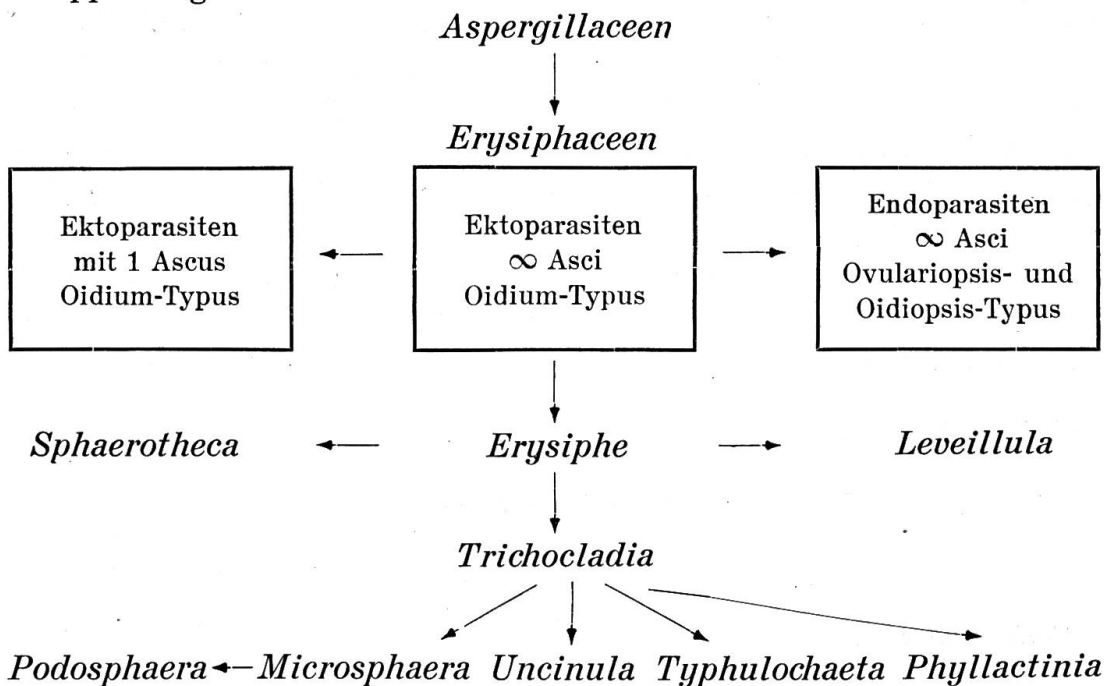 Aspergillaceen
Erysiphaceen
Ektoparasiten
mit 1 Ascus
Oidium-Typus
Ektoparasiten
∞ Asci
Oidium-Typus
Endoparasiten
∞ Asci
Ovulariopsis- und
Oidiopsis-Typus
Sphaerotheca Erysiphe Leveillula
Trichocladia
Podosphaera Microsphaera Uncinula Typhulochaeta Phyllactinia